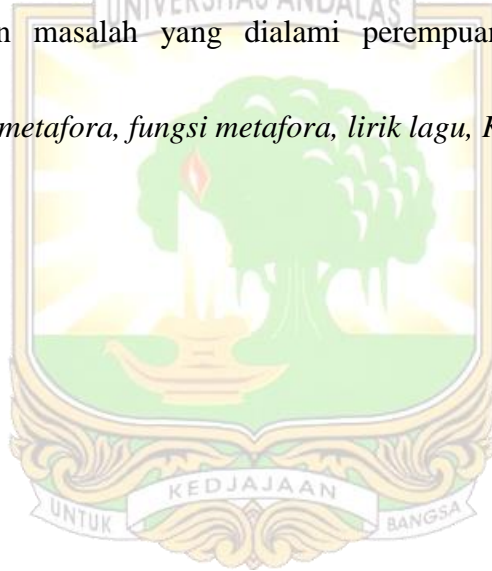 UNIVERSITAS ANDALAS
masalah yang dialami perempuan
metafora, fungsi metafora, lirik lagu,
KEDJAJAAN
UNTUK BANGSA